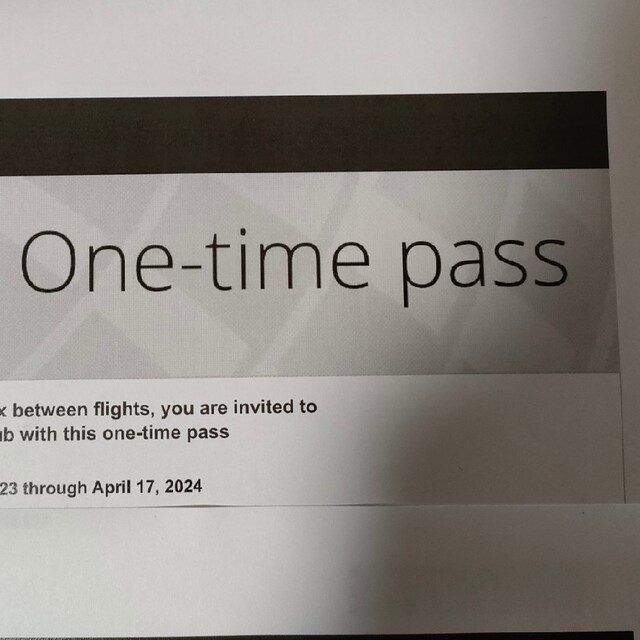 One-time pass
x between flights, you are invited to
ub with this one-time pass
23 through April 17, 2024